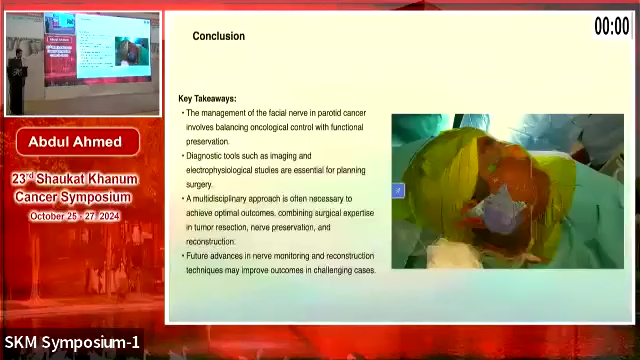 Conclusion
00:00
Key Takeaways:
• The management of the facial nerve in parotid cancer
involves balancing oncological control with functional
preservation.
• Diagnostic tools such as imaging and
electrophysiological studies are essential for planning
surgery.
• A multidisciplinary approach is often necessary to
achieve optimal outcomes, combining surgical expertise
in tumor resection, nerve preservation, and
reconstruction.
• Future advances in nerve monitoring and reconstruction
techniques may improve outcomes in challenging cases.
Abdul Ahmed
23rd Shaukat Khanum
Cancer Symposium
October 25 - 27, 2024
SKM Symposium-1